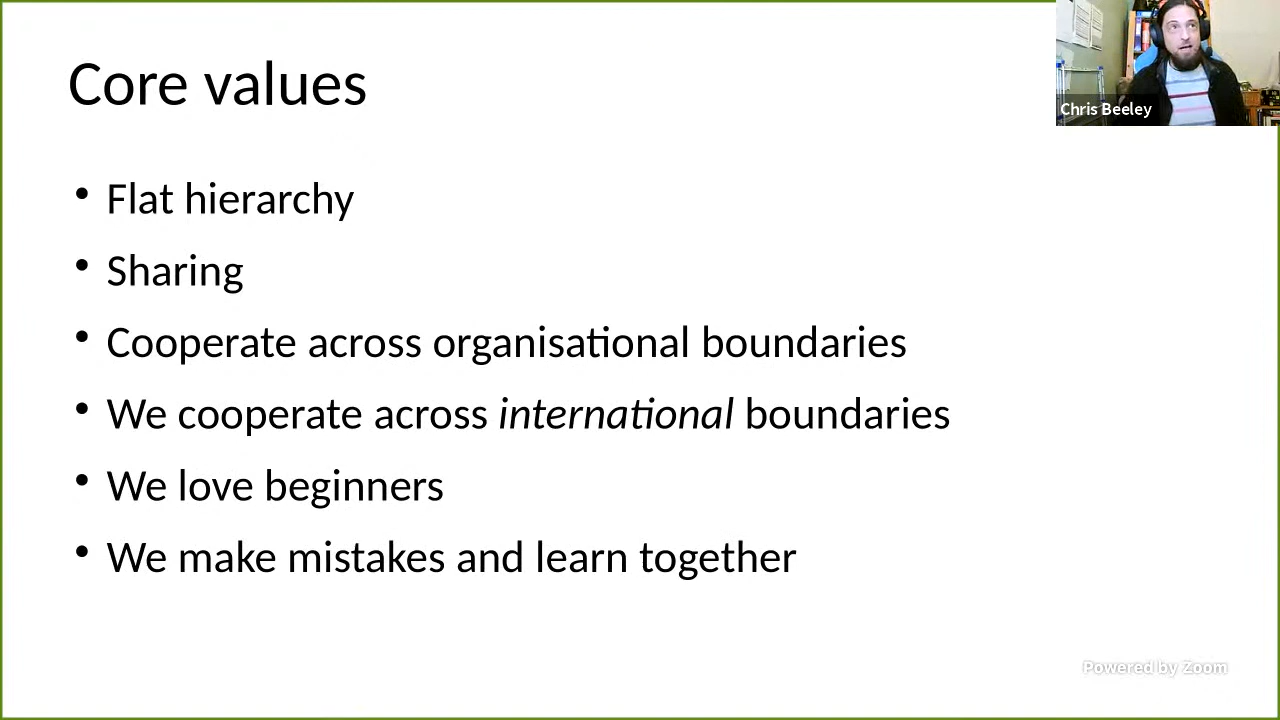 Core values
Chris Beeley
• Flat hierarchy
• Sharing
• Cooperate across organisational boundaries
• We cooperate across international boundaries
• We love beginners
• We make mistakes and learn together
Powered by Zoom